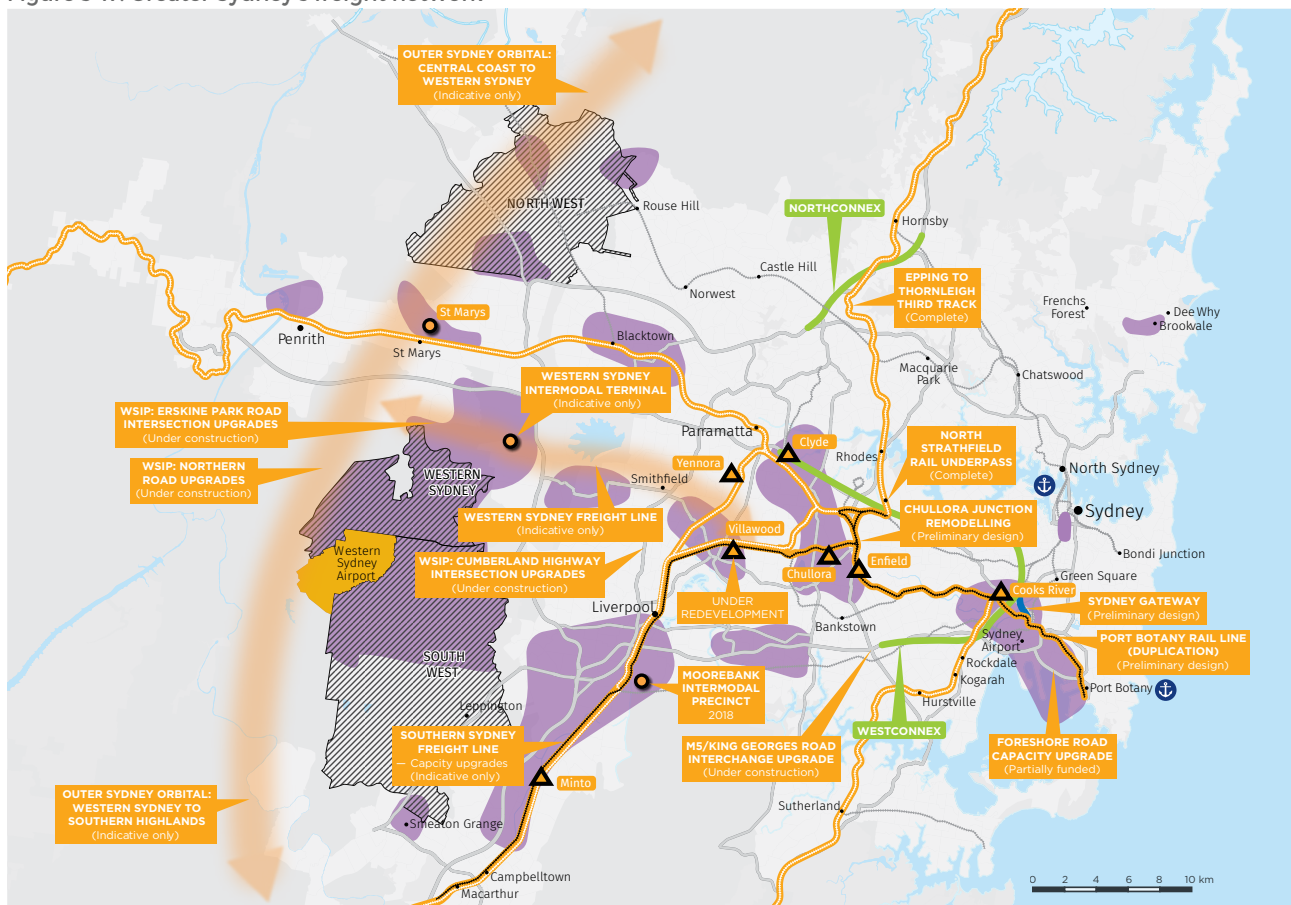 OUTER SYDNEY ORBITAL:
CENTRAL COAST TO
WESTERN SYDNEY
(Indicative only)
NORTH WEST
Rouse Hill
NORTHCONNEX
Hornsby
Castle Hill
Norwest
EPPING TO
THORNLEIGH
THIRD TRACK
(Complete)
Frenchs
Forest
Dee Why
Brookvale
St Marys
Penrith
St Marys
Blacktown
Macquarie
Park
Chatswood
WESTERN SYDNEY
INTERMODAL TERMINAL
(Indicative only)
WSIP: ERSKINE PARK ROAD
INTERSECTION UPGRADES
(Under construction)
WSIP: NORTHERN
ROAD UPGRADES
(Under construction)
WESTERN
SYDNEY
Parramatta
Clyde
Yennora
Smithfield
Rhodes
NORTH
STRATHFIELD
RAIL UNDERPASS
(Complete)
North Sydney
Sydney
WESTERN SYDNEY FREIGHT LINE
(Indicative only)
Villawood
CHULLORA JUNCTION
REMODELLING
(Preliminary design)
Western
Sydney
Airport
WSIP: CUMBERLAND HIGHWAY
INTERSECTION UPGRADES
(Under construction)
Chullora
Enfield
Bondi Junction
Green Square
Cooks River
Liverpool
UNDER
REDEVELOPMENT
Bankstown
SYDNEY GATEWAY
(Preliminary design)
Sydney
Airport
PORT BOTANY RAIL LINE
(DUPLICATION)
(Preliminary design)
SOUTH
WEST
Rockdale
Kogarah
Hurstville
Port Botany
MOOREBANK
INTERMODAL
PRECINCT
2018
Leppington
SOUTHERN SYDNEY
FREIGHT LINE
— Capcity upgrades
(Indicative only)
M5/KING GEORGES ROAD
INTERCHANGE UPGRADE
(Under construction)
WESTCONNEX
FORESHORE ROAD
CAPACITY UPGRADE
(Partially funded)
Minto
OUTER SYDNEY ORBITAL:
WESTERN SYDNEY TO
SOUTHERN HIGHLANDS
(Indicative only)
Smeaton Grange
Sutherland
Campbelltown
Macarthur
0 2 4 6 8 10 km